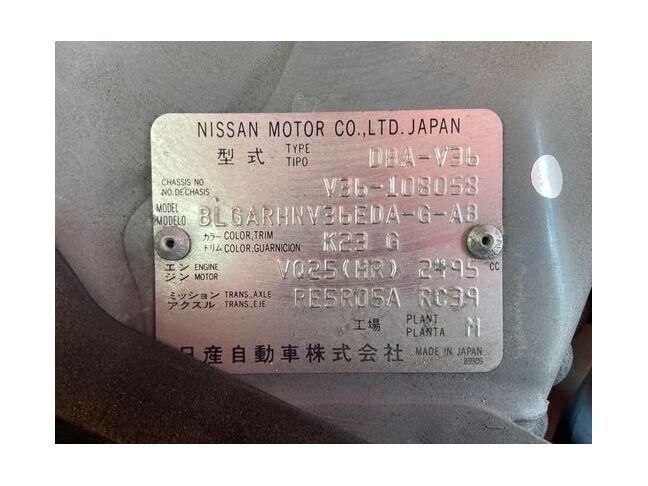 NISSAN MOTOR CO.,LTD. JAPAN
型式 TYPE TIPO DBA-V36
CHASSIS NO NO.DE CHASIS V36-108058
MODEL MODELO BLGARHNV36EDA-G-A8
カラー COLOR,TRIM トリム COLOR,GUARNICION K23 G
エンジン ENGINE MOTOR VQ25(HR) 2495 CC
ミッション TRANS.,AXLE アクスル TRANS.,EJE RE5R05A RC39
工場 PLANT PLANTA M
日産自動車株式会社 MADE IN JAPAN
89909